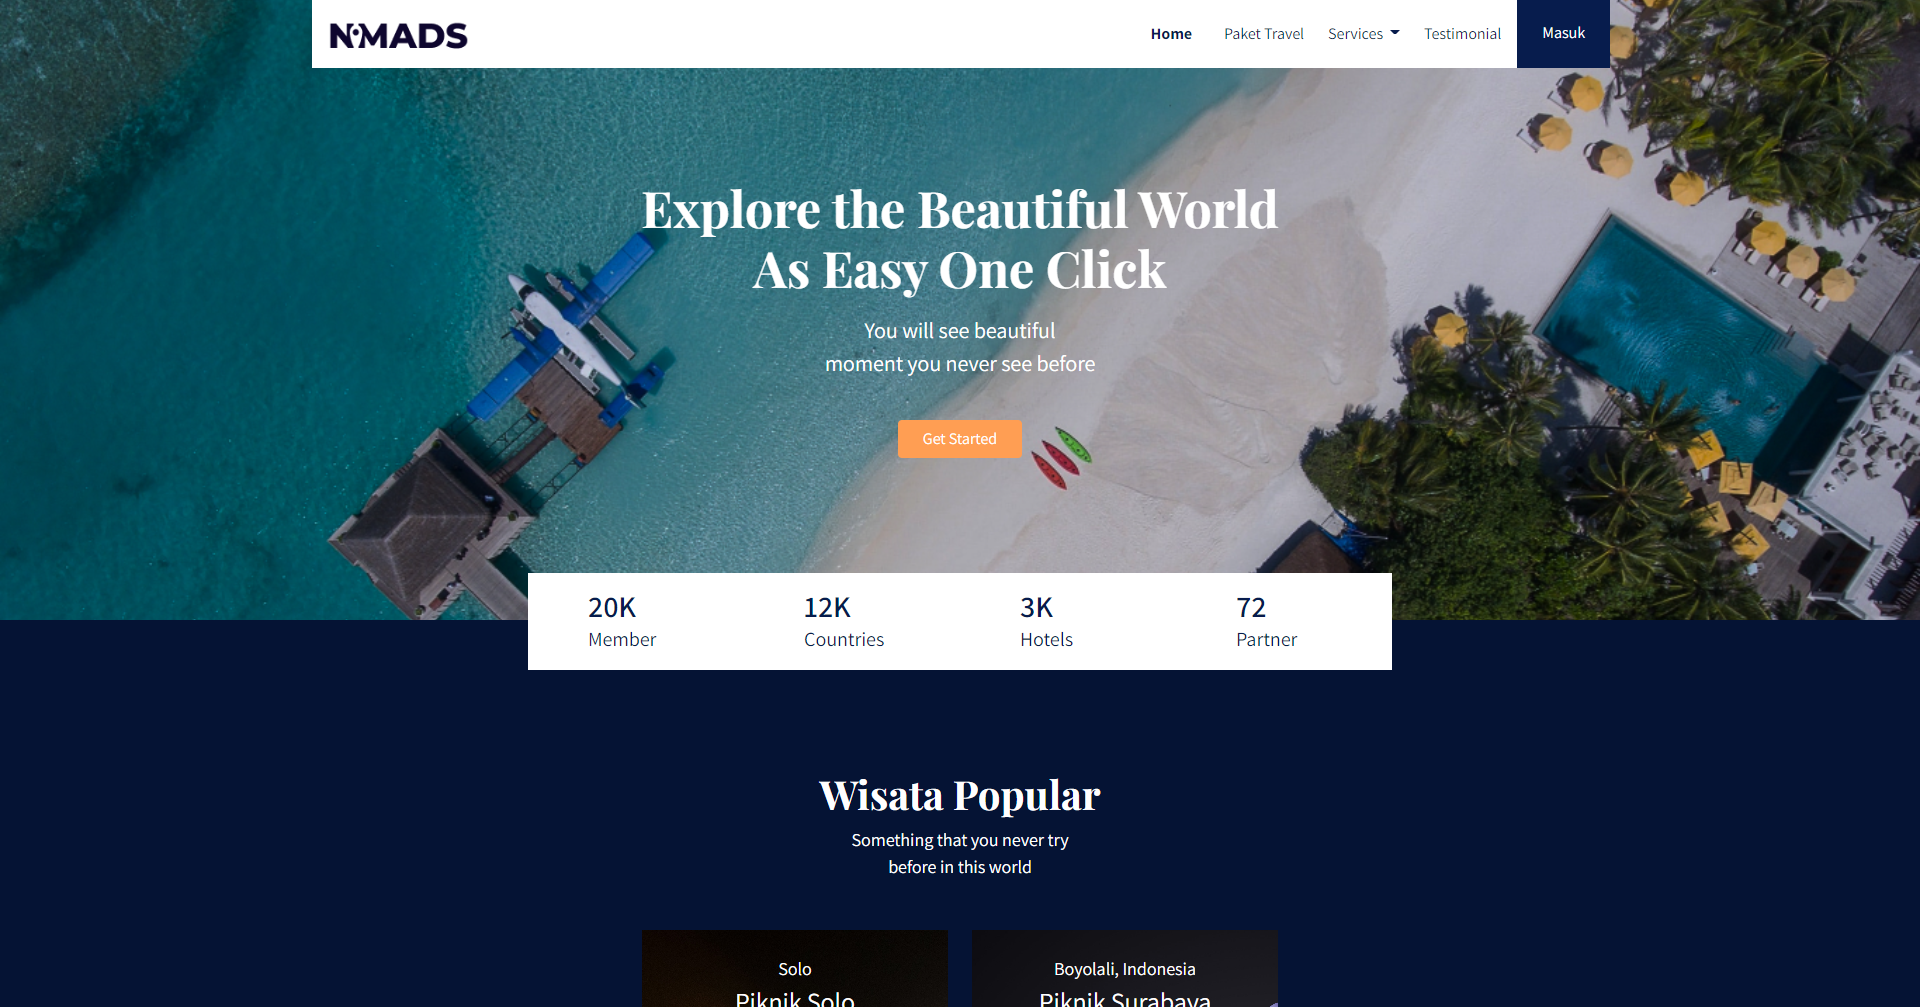 NOMADS
Home Paket Travel Services Testimonial Masuk
Explore the Beautiful World
As Easy One Click
You will see beautiful
moment you never see before
Get Started
20K 12K 3K 72
Member Countries Hotels Partner
Wisata Popular
Something that you never try
before in this world
Solo
Piknik Solo
Boyolali, Indonesia
Piknik Surabaya